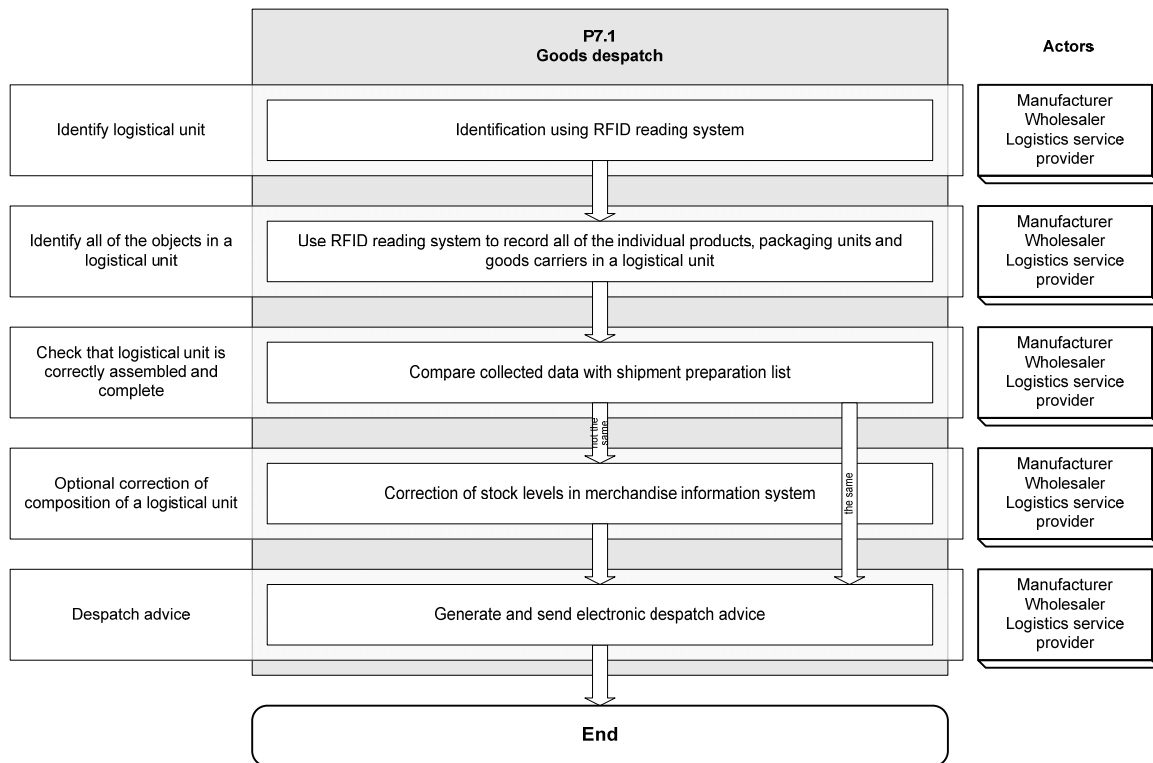 P7.1
Goods despatch
Actors
Identify logistical unit
Identification using RFID reading system
Manufacturer
Wholesaler
Logistics service
provider
Identify all of the objects in a
logistical unit
Use RFID reading system to record all of the individual products, packaging units and
goods carriers in a logistical unit
Manufacturer
Wholesaler
Logistics service
provider
Check that logistical unit is
correctly assembled and
complete
Compare collected data with shipment preparation list
Manufacturer
Wholesaler
Logistics service
provider
not the
same
the same
Optional correction of
composition of a logistical unit
Correction of stock levels in merchandise information system
Manufacturer
Wholesaler
Logistics service
provider
Despatch advice
Generate and send electronic despatch advice
Manufacturer
Wholesaler
Logistics service
provider
End